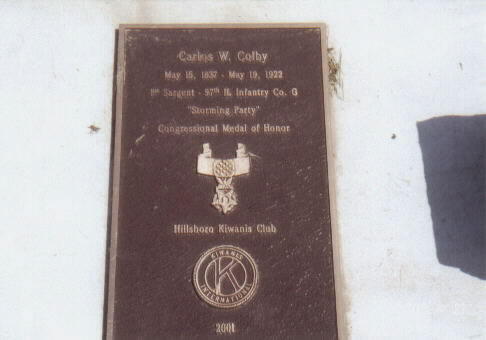 Carlos W. Colby
May 15, 1837 - May 19, 1922
1st Sargent - 97th IL Infantry Co. G
"Storming Party"
Congressional Medal of Honor
Hillsboro Kiwanis Club
KIWANIS
K
INTERNATIONAL
2001